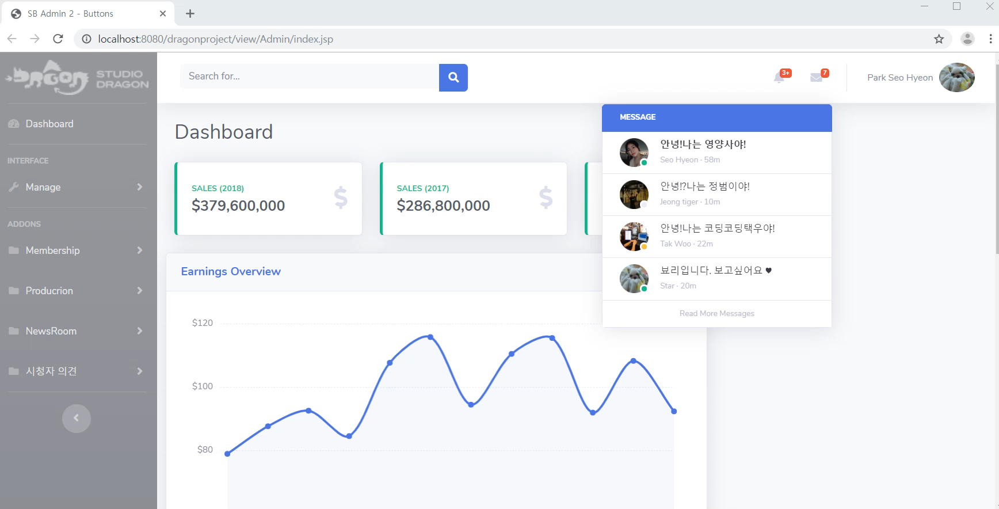 SB Admin 2 - Buttons
localhost:8080/dragonproject/view/Admin/index.jsp
DRAGON
STUDIO
DRAGON
Search for...
3+
7
Park Seo Hyeon
Dashboard
INTERFACE
Manage
ADDONS
Membership
Producrion
NewsRoom
시청자 의견
Dashboard
SALES (2018)
$379,600,000
$
SALES (2017)
$286,800,000
$
MESSAGE
안녕!나는 영양사야!
Seo Hyeon · 58m
안녕!?나는 정범이야!
Jeong tiger · 10m
안녕!나는 코딩코딩택우야!
Tak Woo · 22m
뵤리입니다. 보고싶어요 ♥
Star · 20m
Read More Messages
Earnings Overview
$120
$100
$80